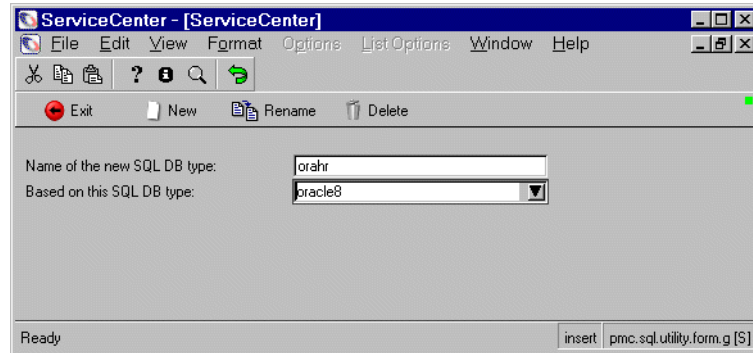 ServiceCenter - [ServiceCenter]
File Edit View Format Options List Options Window Help
Exit New Rename Delete
Name of the new SQL DB type: orahr
Based on this SQL DB type: oracle8
Ready insert pmc.sql.utility.form.g [S]